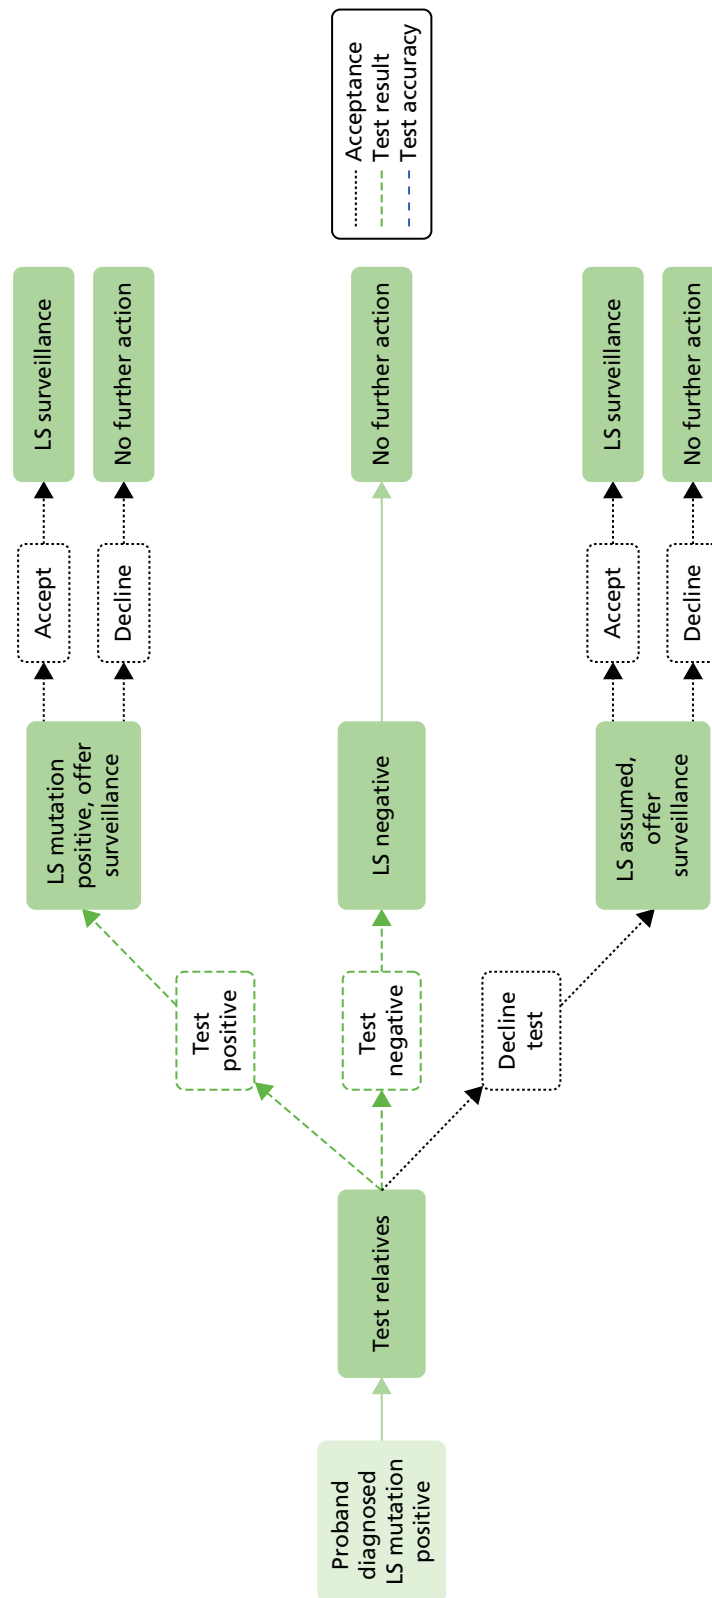 Proband
diagnosed
LS mutation
positive
Test relatives
Test
positive
Test
negative
Decline
test
LS mutation
positive, offer
surveillance
LS negative
LS assumed,
offer
surveillance
Accept
Decline
Accept
Decline
LS surveillance
No further action
No further action
LS surveillance
No further action
Acceptance
Test result
Test accuracy